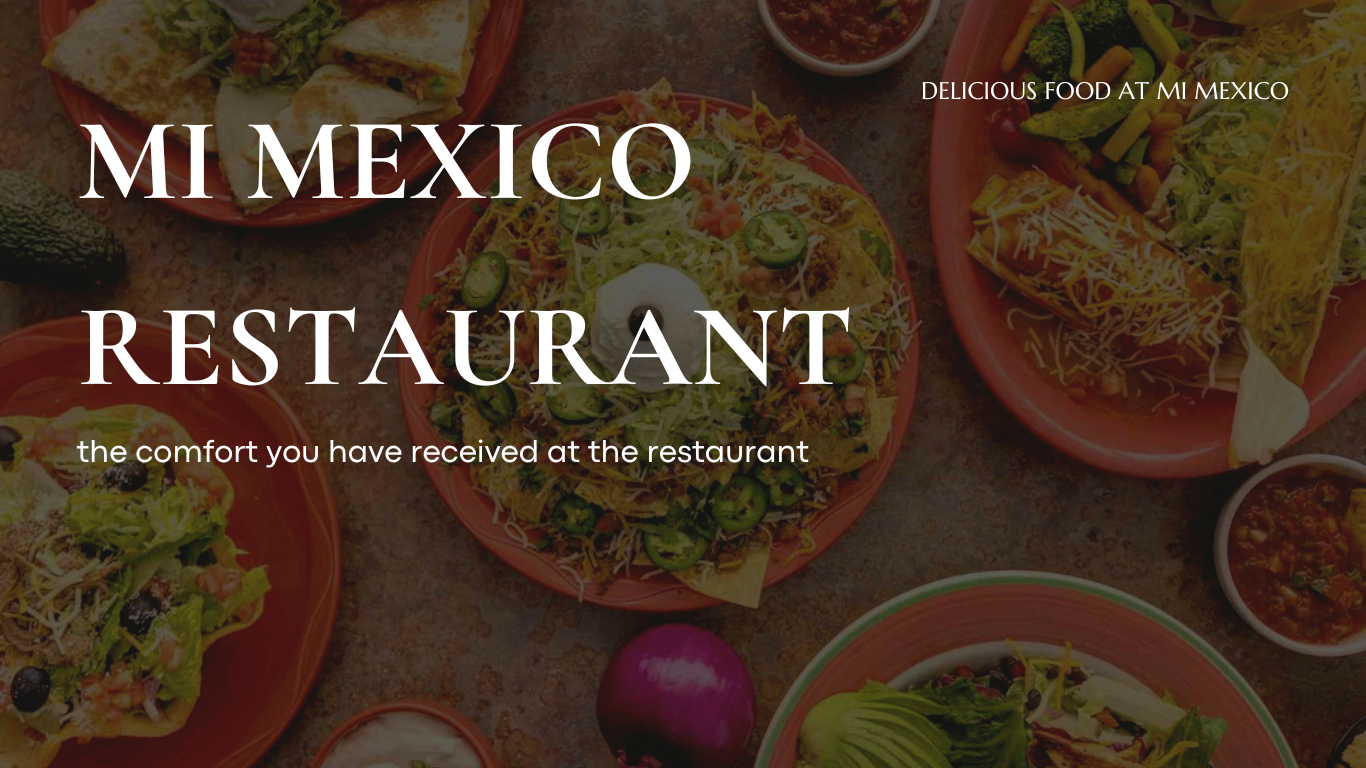 DELICIOUS FOOD AT MI MEXICO
MI MEXICO
RESTAURANT
the comfort you have received at the restaurant